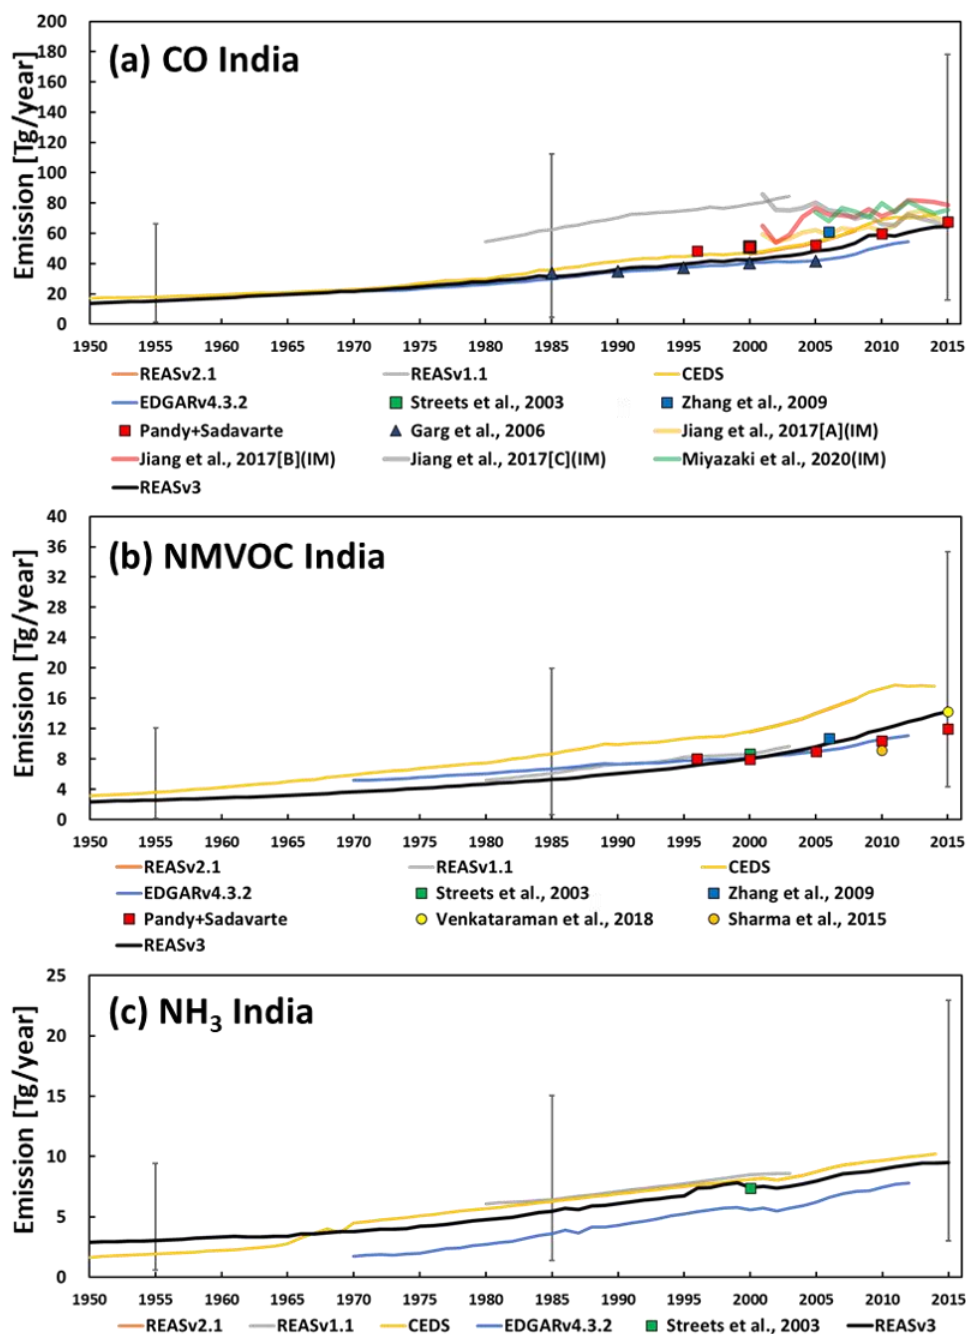 (a) CO India
Emission [Tg/year]
200
180
160
140
120
100
80
60
40
20
0
1950 1955 1960 1965 1970 1975 1980 1985 1990 1995 2000 2005 2010 2015
REASv2.1 REASv1.1 CEDS
EDGARv4.3.2 Streets et al., 2003 Zhang et al., 2009
Pandy+Sadavarte Garg et al., 2006 Jiang et al., 2017[A](IM)
Jiang et al., 2017[B](IM) Jiang et al., 2017[C](IM) Miyazaki et al., 2020(IM)
REASv3
(b) NMVOC India
Emission [Tg/year]
40
36
32
28
24
20
16
12
8
4
0
1950 1955 1960 1965 1970 1975 1980 1985 1990 1995 2000 2005 2010 2015
REASv2.1 REASv1.1 CEDS
EDGARv4.3.2 Streets et al., 2003 Zhang et al., 2009
Pandy+Sadavarte Venkataraman et al., 2018 Sharma et al., 2015
REASv3
(c) NH3 India
Emission [Tg/year]
25
20
15
10
5
0
1950 1955 1960 1965 1970 1975 1980 1985 1990 1995 2000 2005 2010 2015
REASv2.1 REASv1.1 CEDS EDGARv4.3.2 Streets et al., 2003 REASv3